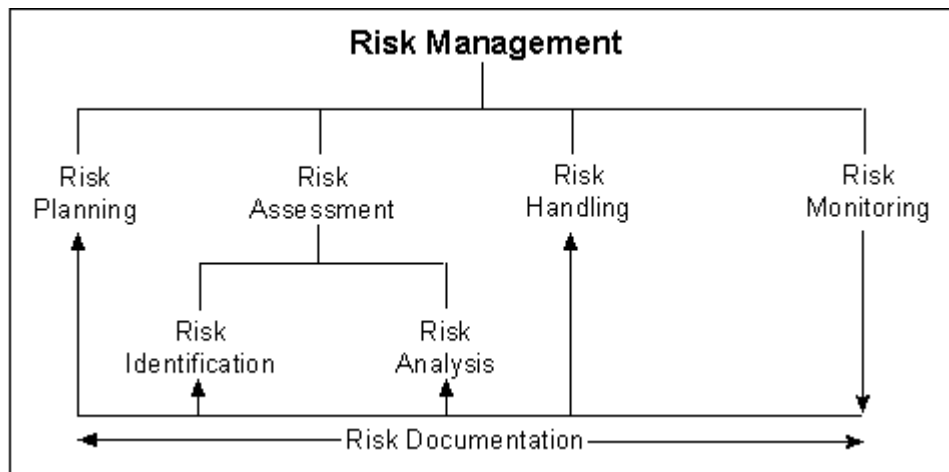 Risk Management
Risk
Planning
Risk
Assessment
Risk
Handling
Risk
Monitoring
Risk
Identification
Risk
Analysis
Risk Documentation